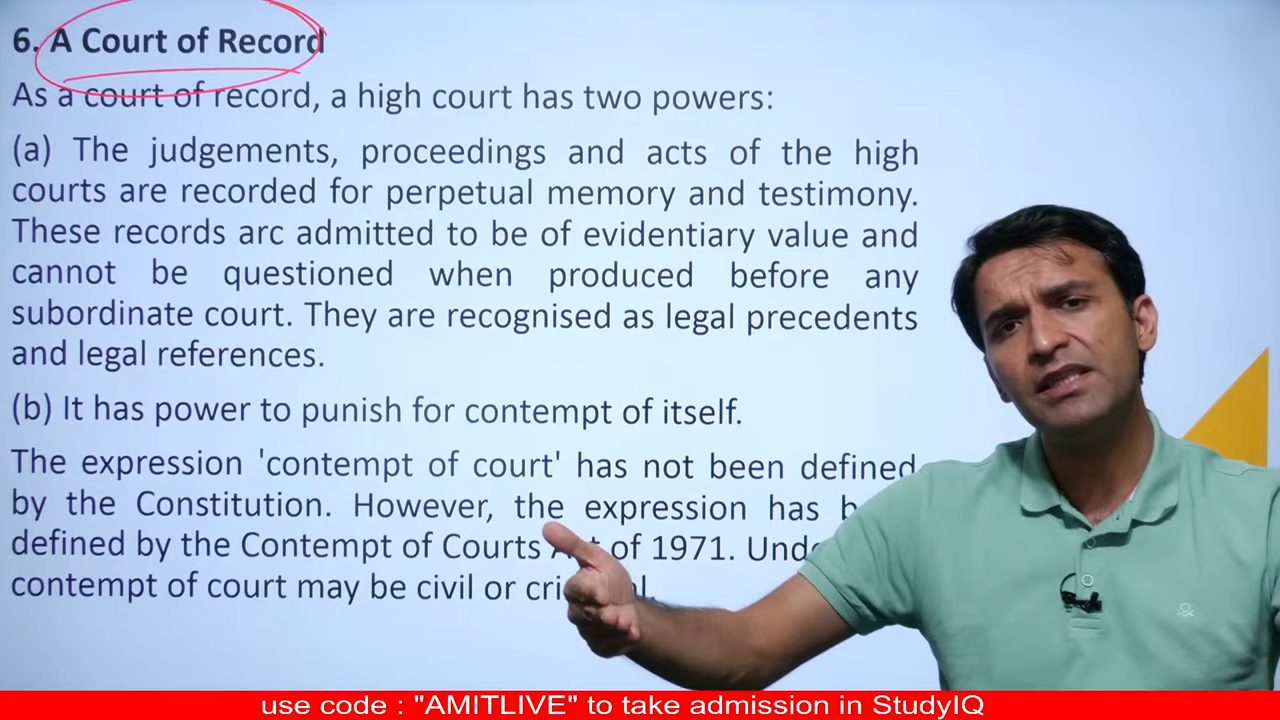 6. A Court of Record
As a court of record, a high court has two powers:
(a) The judgements, proceedings and acts of the high
courts are recorded for perpetual memory and testimony.
These records arc admitted to be of evidentiary value and
cannot be questioned when produced before any
subordinate court. They are recognised as legal precedents
and legal references.
(b) It has power to punish for contempt of itself.
The expression 'contempt of court' has not been defined
by the Constitution. However, the expression has
defined by the Contempt of Courts of 1971.
contempt of court may be civil or
use code : "AMITLIVE" to take admission in StudyIQ